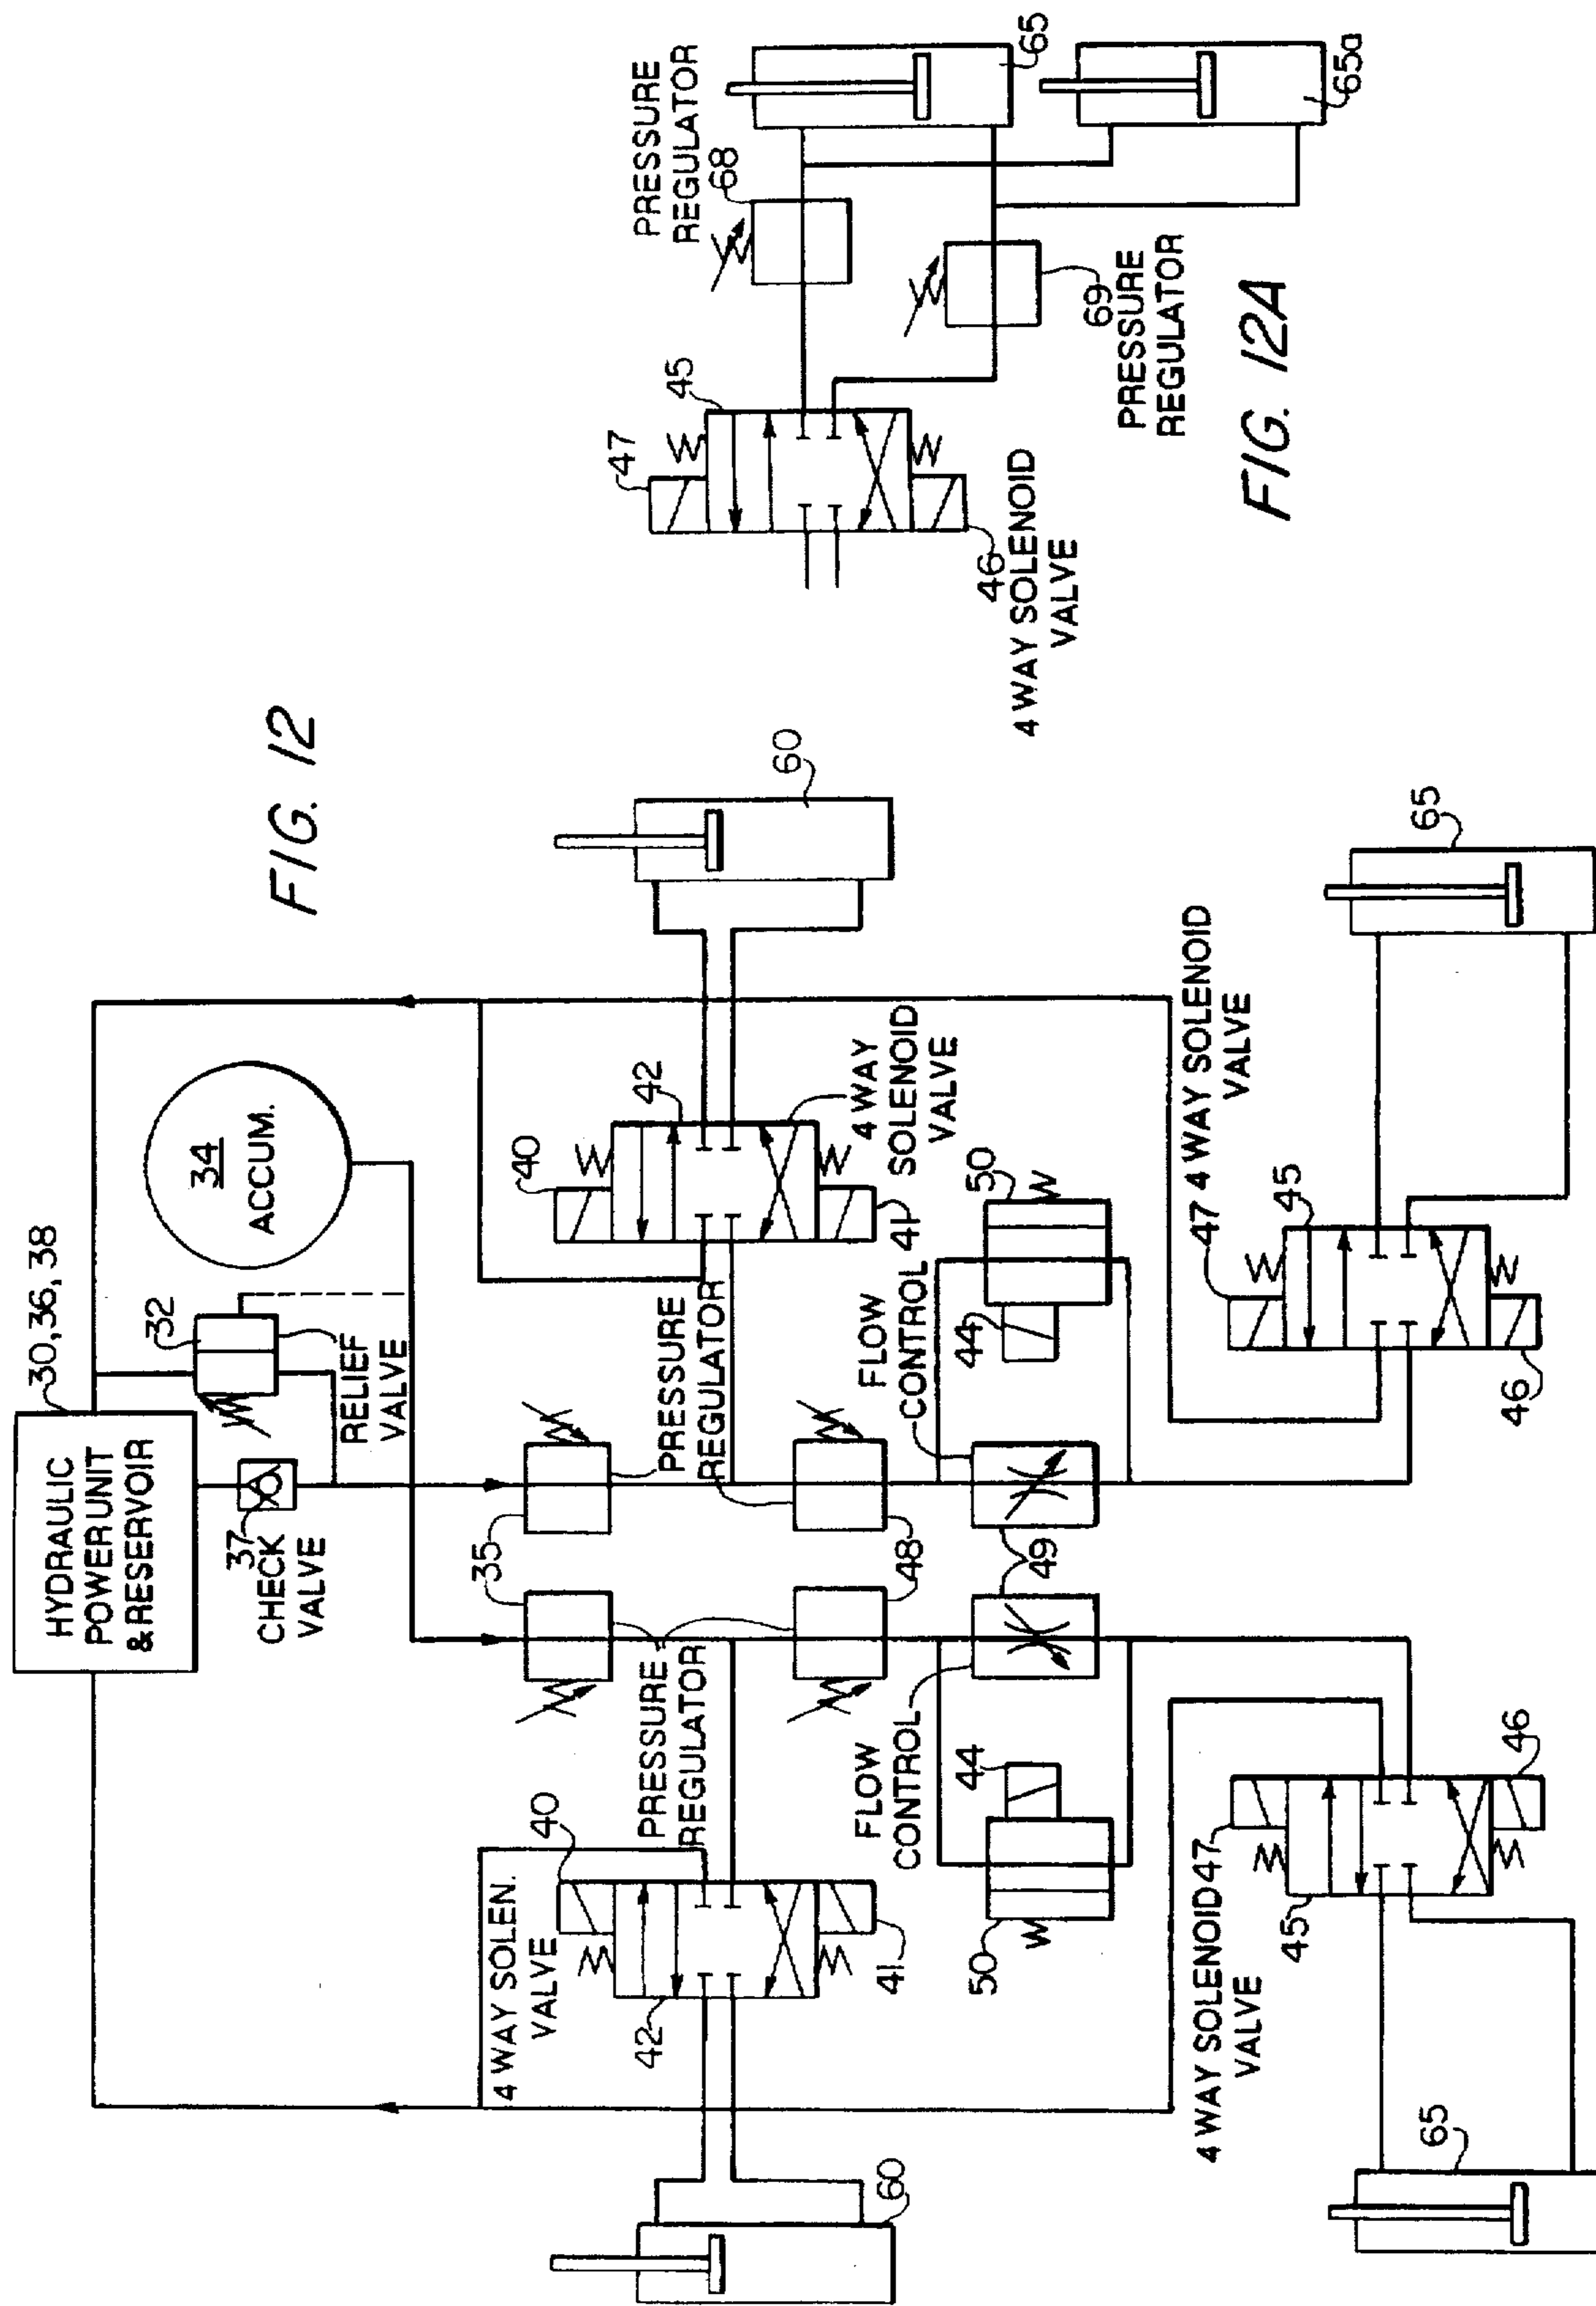 FIG. 12
30,36,38
HYDRAULIC
POWER UNIT
& RESERVOIR
32
RELIEF
VALVE
34
ACCUM.
37
CHECK
VALVE
35
PRESSURE
REGULATOR
PRESSURE
REGULATOR
40
42
4 WAY
SOLENOID
VALVE
41
60
4 WAY SOLEN.
VALVE
40
42
41
60
48
FLOW
CONTROL
44
50
49
FLOW
CONTROL
44
50
47 4 WAY SOLENOID
VALVE
45
46
65
4 WAY SOLENOID 47
VALVE
45
46
65
FIG. 12A
47
45
46
4 WAY SOLENOID
VALVE
PRESSURE
REGULATOR
68
69
PRESSURE
REGULATOR
65
65a